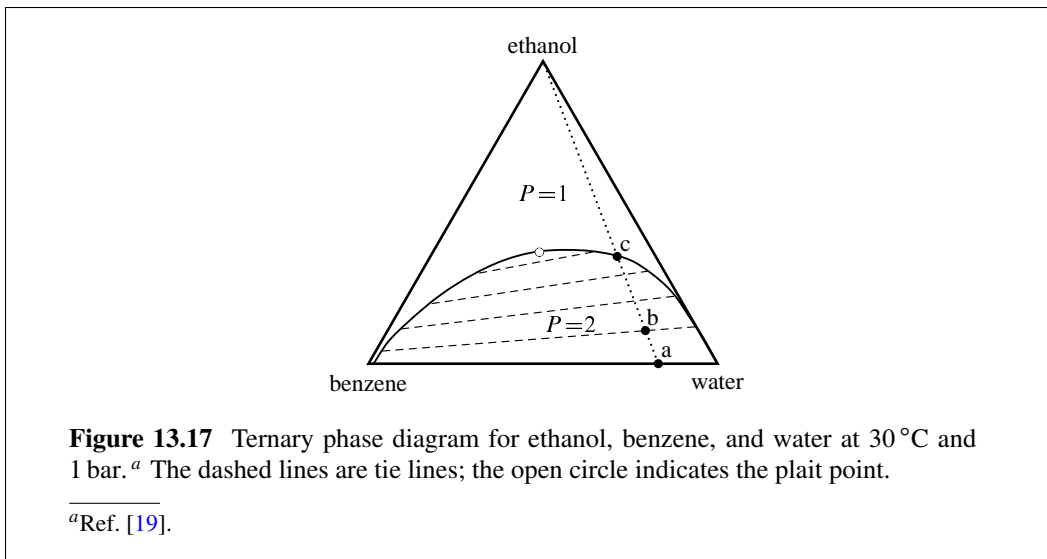 ethanol
P = 1
c
P = 2
b
a
benzene
water
Figure 13.17 Ternary phase diagram for ethanol, benzene, and water at 30 °C and
1 bar. a The dashed lines are tie lines; the open circle indicates the plait point.
aRef. [19].